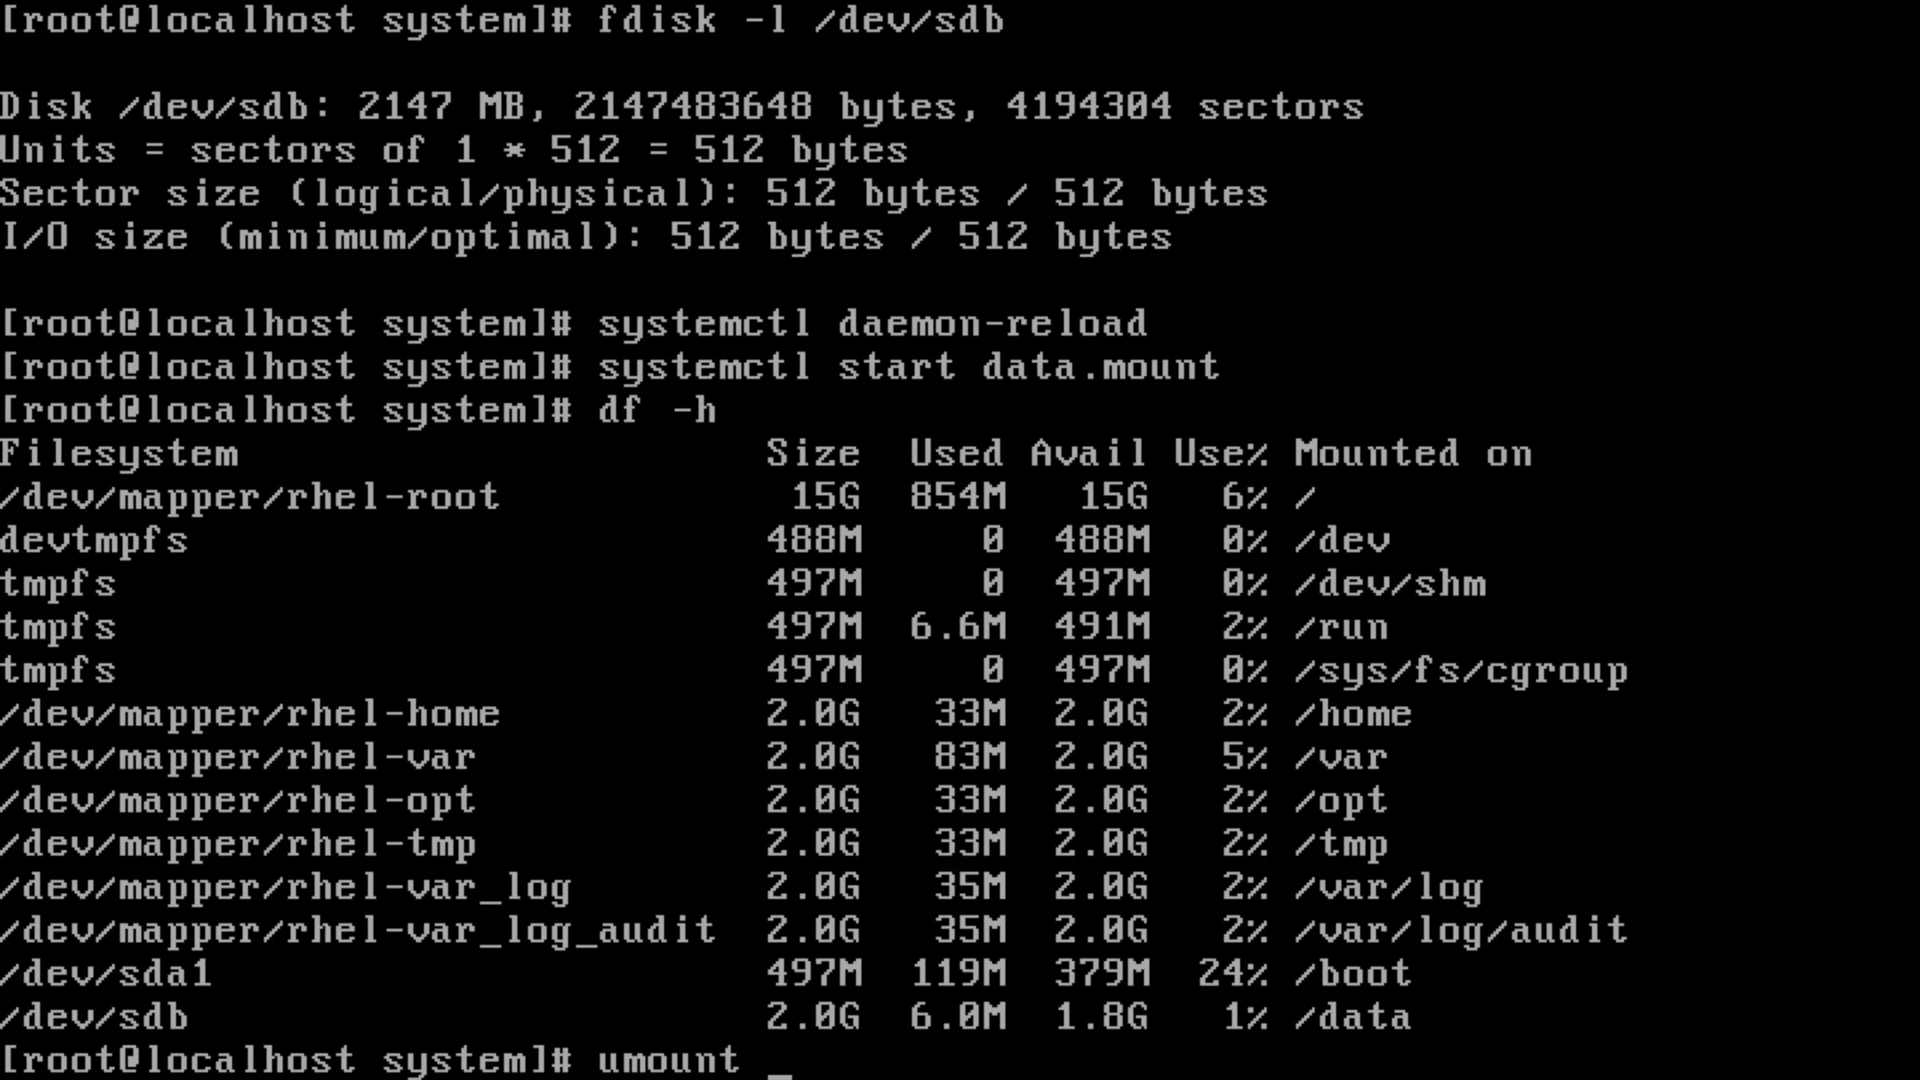 [root@localhost system]# fdisk -l /dev/sdb
Disk /dev/sdb: 2147 MB, 2147483648 bytes, 4194304 sectors
Units = sectors of 1 * 512 = 512 bytes
Sector size (logical/physical): 512 bytes / 512 bytes
I/O size (minimum/optimal): 512 bytes / 512 bytes
[root@localhost system]# systemctl daemon-reload
[root@localhost system]# systemctl start data.mount
[root@localhost system]# df -h
Filesystem                      Size  Used Avail Use% Mounted on
/dev/mapper/rhel-root            15G  854M   15G   6% /
devtmpfs                        488M     0  488M   0% /dev
tmpfs                           497M     0  497M   0% /dev/shm
tmpfs                           497M  6.6M  491M   2% /run
tmpfs                           497M     0  497M   0% /sys/fs/cgroup
/dev/mapper/rhel-home           2.0G   33M  2.0G   2% /home
/dev/mapper/rhel-var            2.0G   83M  2.0G   5% /var
/dev/mapper/rhel-opt            2.0G   33M  2.0G   2% /opt
/dev/mapper/rhel-tmp            2.0G   33M  2.0G   2% /tmp
/dev/mapper/rhel-var_log        2.0G   35M  2.0G   2% /var/log
/dev/mapper/rhel-var_log_audit  2.0G   35M  2.0G   2% /var/log/audit
/dev/sda1                       497M  119M  379M  24% /boot
/dev/sdb                        2.0G  6.0M  1.8G   1% /data
[root@localhost system]# umount _